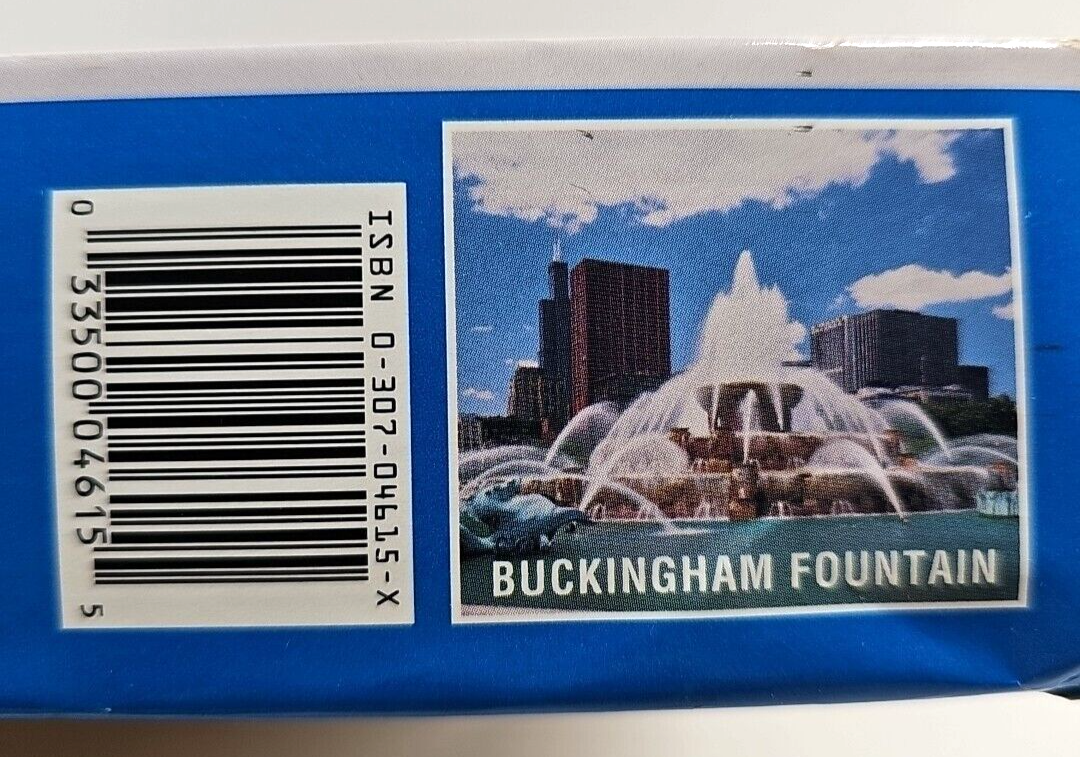 ISBN 0-307-04615-X
0 33500 04615 5
BUCKINGHAM FOUNTAIN